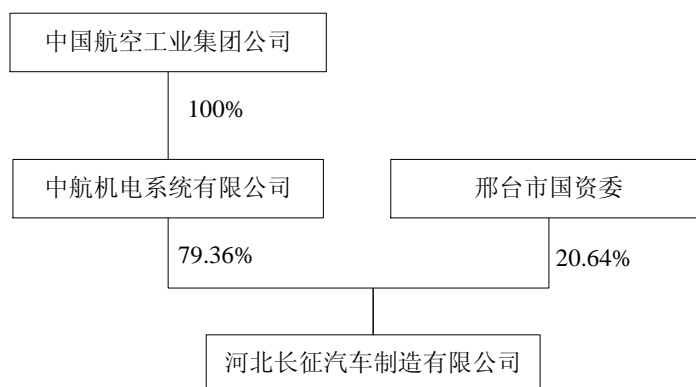 中国航空工业集团公司
100%
中航机电系统有限公司
邢台市国资委
79.36%
20.64%
河北长征汽车制造有限公司